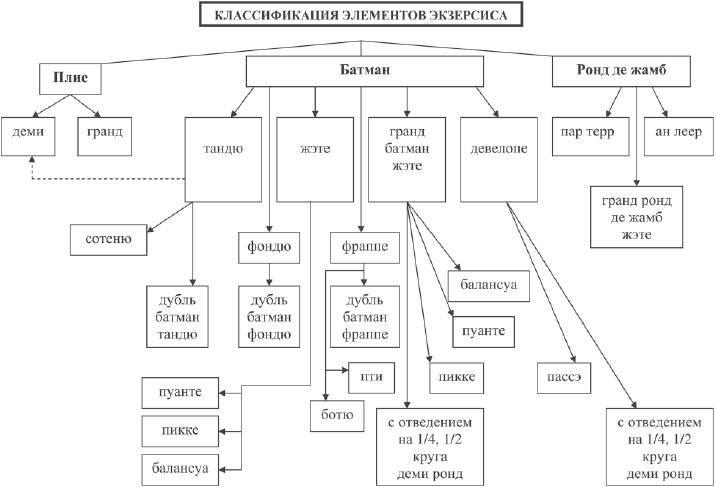 КЛАССИФИКАЦИЯ ЭЛЕМЕНТОВ ЭКЗЕРСИСА
Плие
Батман
Ронд де жамб
деми
гранд
тандю
жэте
гранд
батман
жэте
девелопе
пар терр
ан леер
гранд ронд
де жамб
жэте
сотеню
фондю
фраппе
балансуа
дубль
батман
тандю
дубль
батман
фондю
дубль
батман
фраппе
пуанте
пуанте
пти
пикке
пассэ
ботю
пикке
балансуа
с отведением
на 1/4, 1/2
круга
деми ронд
с отведением
на 1/4, 1/2
круга
деми ронд